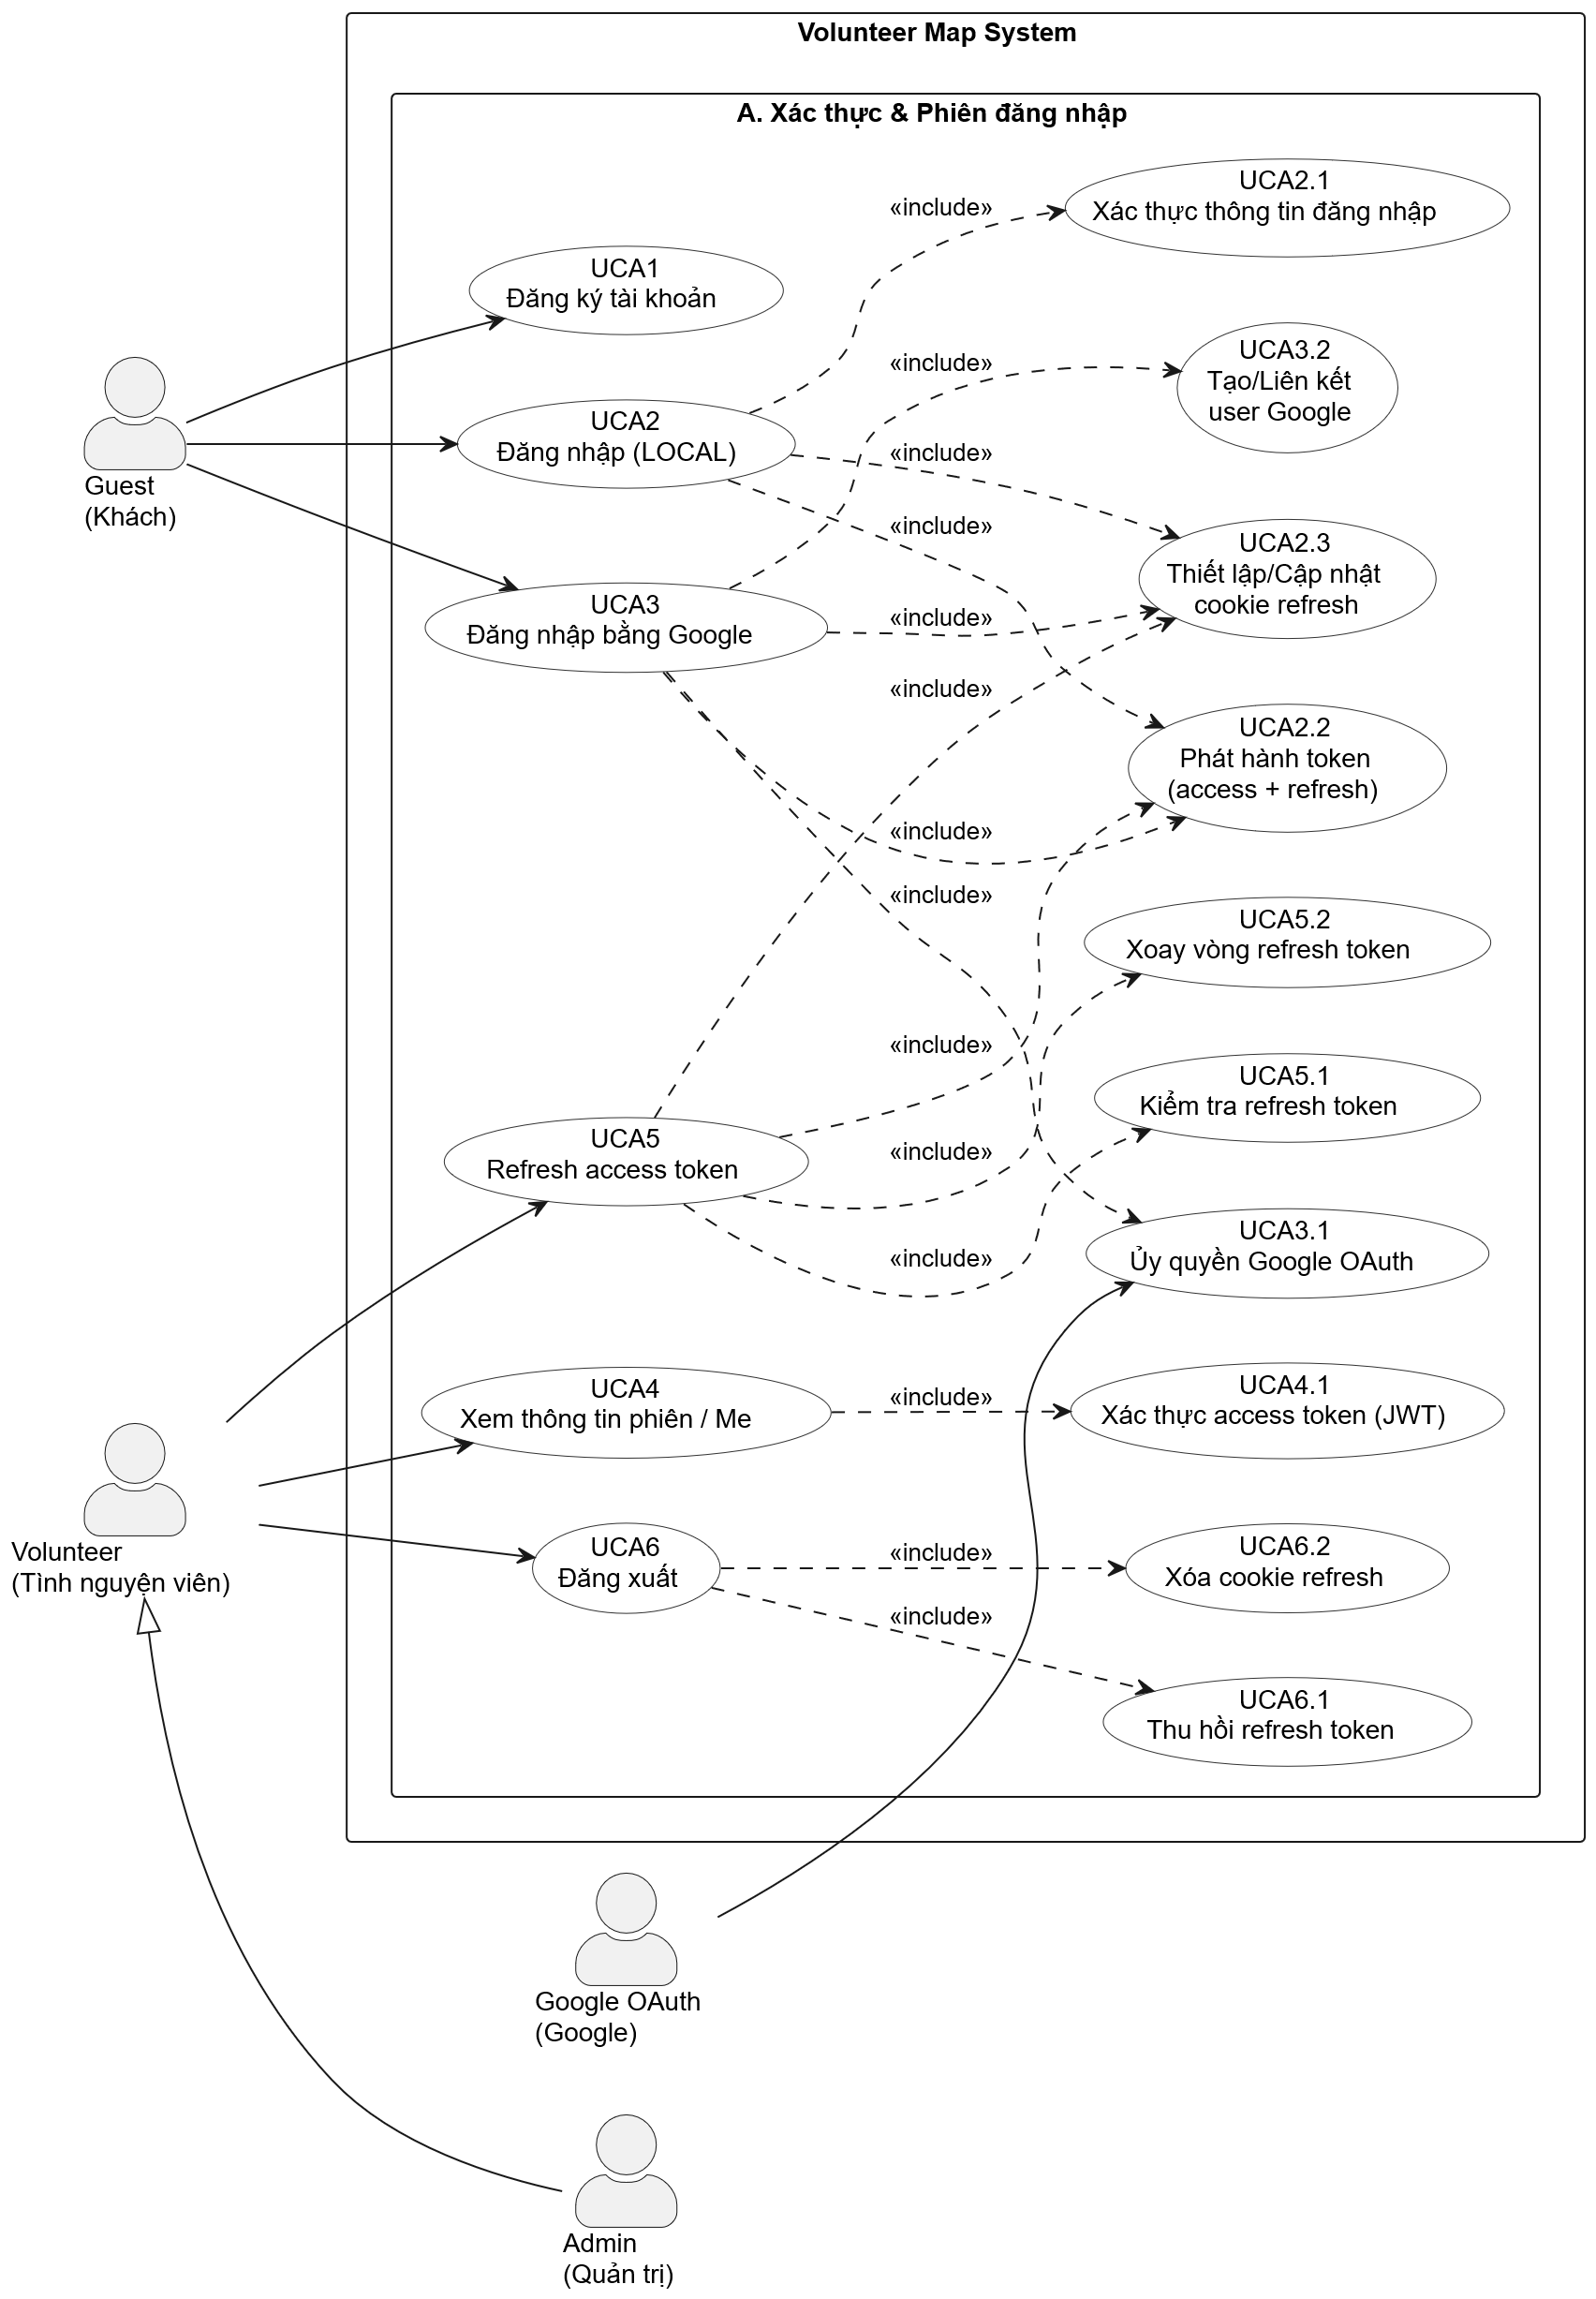 Volunteer Map System
A. Xác thực & Phiên đăng nhập
UCA2.1
Xác thực thông tin đăng nhập
«include»
UCA1
Đăng ký tài khoản
UCA3.2
Tạo/Liên kết
user Google
«include»
UCA2
Đăng nhập (LOCAL)
«include»
Guest
(Khách)
«include»
UCA2.3
Thiết lập/Cập nhật
cookie refresh
UCA3
Đăng nhập bằng Google
«include»
«include»
UCA2.2
Phát hành token
(access + refresh)
«include»
«include»
UCA5.2
Xoay vòng refresh token
«include»
UCA5.1
Kiểm tra refresh token
UCA5
Refresh access token
«include»
«include»
UCA3.1
Ủy quyền Google OAuth
UCA4
Xem thông tin phiên / Me
«include»
UCA4.1
Xác thực access token (JWT)
Volunteer
(Tình nguyện viên)
UCA6
Đăng xuất
«include»
UCA6.2
Xóa cookie refresh
«include»
UCA6.1
Thu hồi refresh token
Google OAuth
(Google)
Admin
(Quản trị)